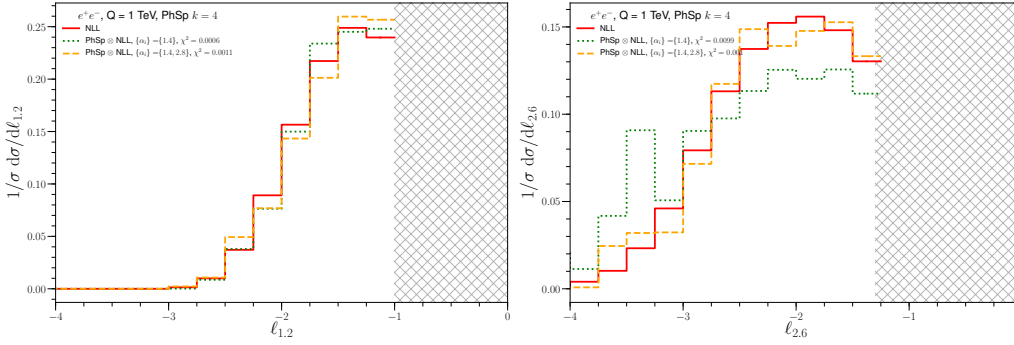 e⁺e⁻, Q = 1 TeV, PhSp k = 4
NLL
PhSp ⊗ NLL, {αᵢ} −{1.4}, χ² − 0.0006
PhSp ⊗ NLL, {αᵢ} −{1.4, 2.8}, χ² − 0.0011
1/σ dσ/dℓ₁.₂
0.25
0.20
0.15
0.10
0.05
0.00
−4 −3 −2 −1 0
ℓ₁.₂
e⁺e⁻, Q = 1 TeV, PhSp k = 4
NLL
PhSp ⊗ NLL, {αᵢ} −{1.4}, χ² − 0.0099
PhSp ⊗ NLL, {αᵢ} −{1.4, 2.8}, χ²
1/σ dσ/dℓ₂.₆
0.15
0.10
0.05
0.00
−4 −3 −2 −1
ℓ₂.₆